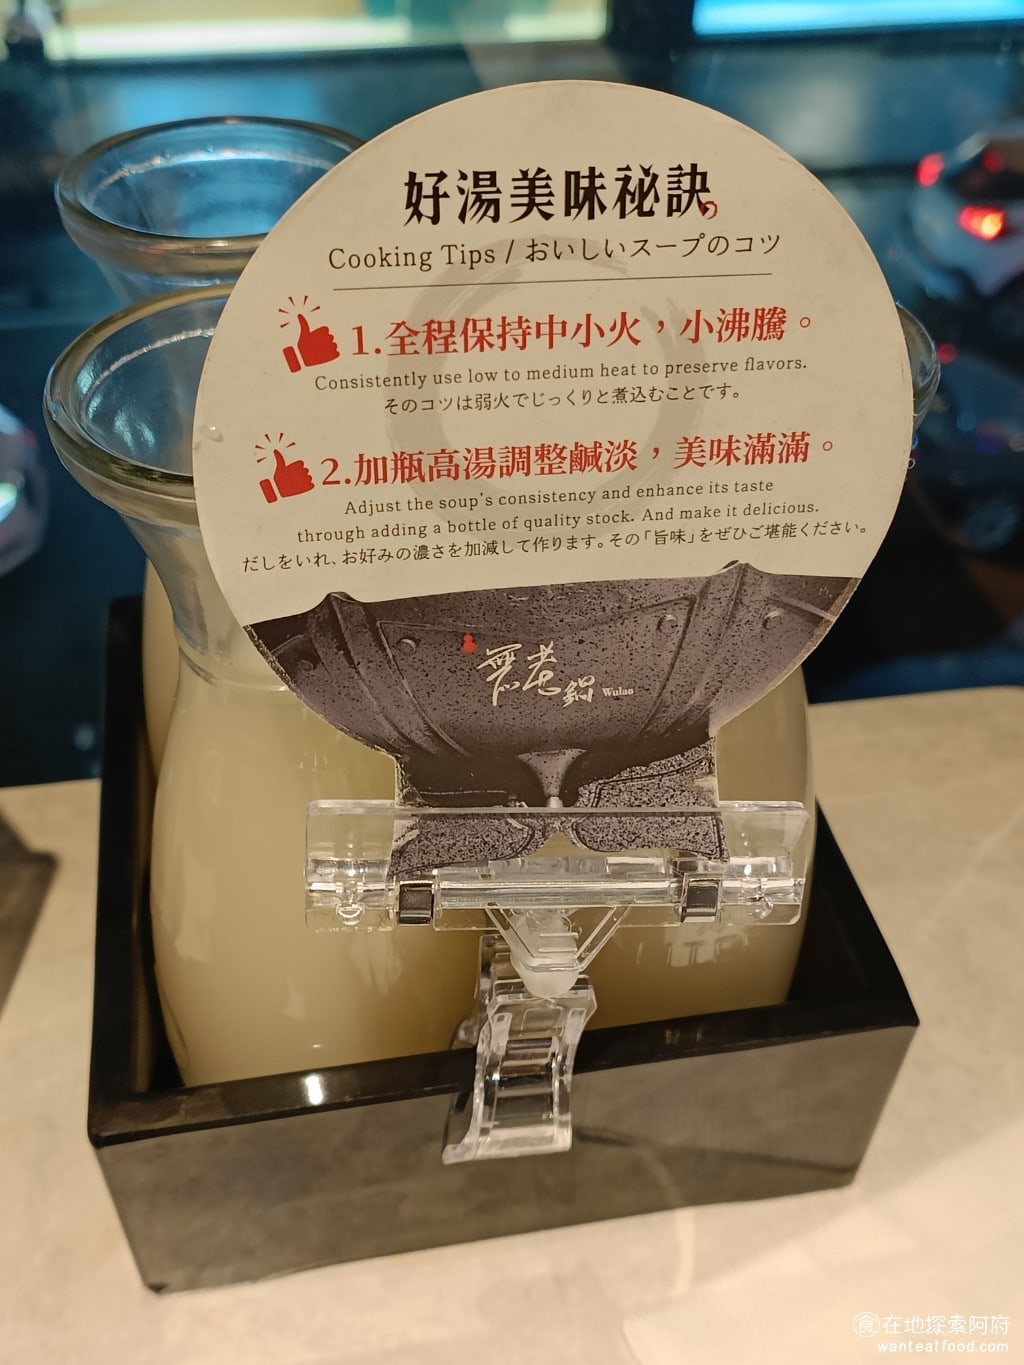 好湯美味祕訣。
Cooking Tips / おいしいスープのコツ
1.全程保持中小火，小沸騰。
Consistently use low to medium heat to preserve flavors.
そのコツは弱火でじっくりと煮込むことです。
2.加瓶高湯調整鹹淡，美味滿滿。
Adjust the soup's consistency and enhance its taste
through adding a bottle of quality stock. And make it delicious.
だしをいれ、お好みの濃さを加減して作ります。その「旨味」をぜひご堪能ください。
無老鍋 Wulao
食在地探索阿府
wanteatfood.com